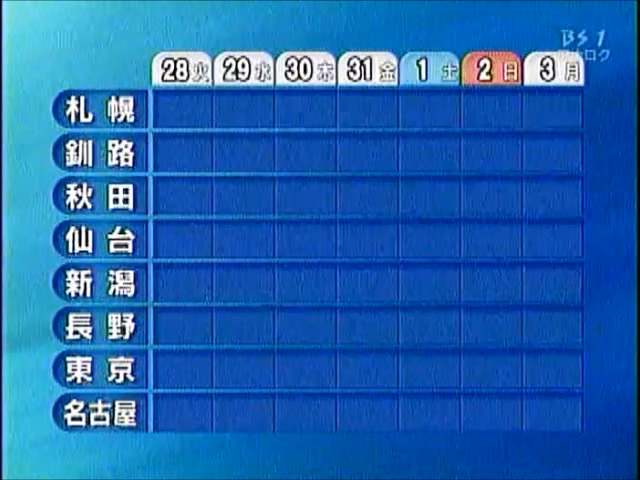 BS1
28火 29水 30木 31金 1土 2日 3月
札幌
釧路
秋田
仙台
新潟
長野
東京
名古屋